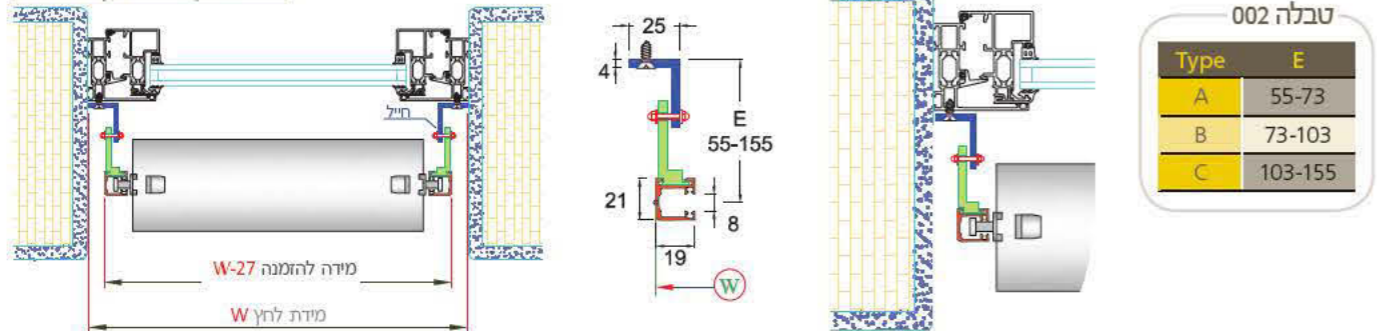 חייל
מידה להזמנה W-27
מידת לחץ W
25
4
E
55-155
21
8
19
W
טבלה 002
Type E
A 55-73
B 73-103
C 103-155